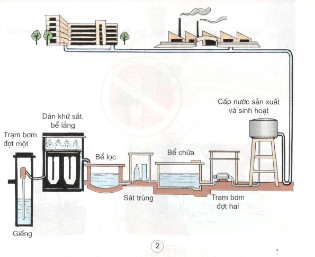 Cấp nước sản xuất
và sinh hoạt
Dàn khử sắt,
bể lắng
Trạm bơm
đợt một
Bể lọc
Bể chứa
Sát trùng
Trạm bơm
đợt hai
Giếng
2